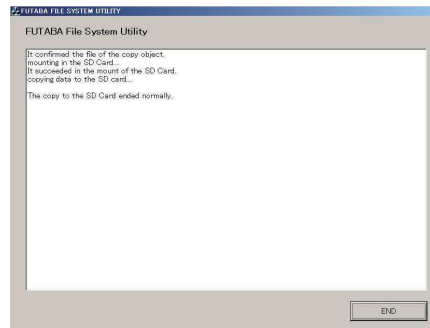 FUTABA FILE SYSTEM UTILITY
FUTABA File System Utility
It confirmed the file of the copy object.
mounting in the SD Card...
It succeeded in the mount of the SD Card.
copying data to the SD card...
The copy to the SD Card ended normally.
END